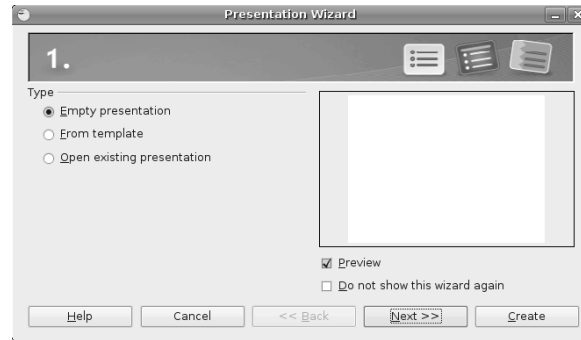 Presentation Wizard
1.
Type
Empty presentation
From template
Open existing presentation
Preview
Do not show this wizard again
Help Cancel << Back Next >> Create